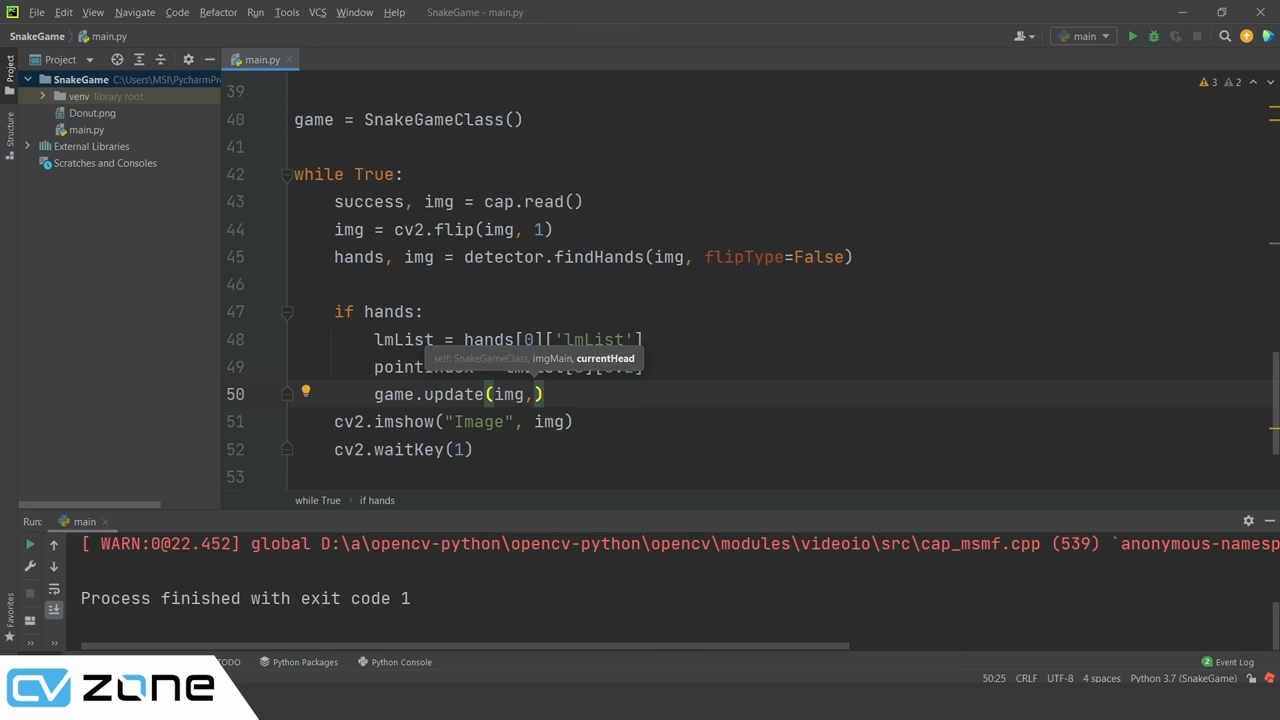 File Edit View Navigate Code Refactor Run Tools VCS Window Help SnakeGame - main.py
SnakeGame main.py main
Project main.py
SnakeGame C:\Users\MSI\PycharmPr
venv library root
Donut.png
main.py
External Libraries
Scratches and Consoles
Project
Structure
Favorites
3 2
39
40 game = SnakeGameClass()
41
42 while True:
43 success, img = cap.read()
44 img = cv2.flip(img, 1)
45 hands, img = detector.findHands(img, flipType=False)
46
47 if hands:
48 lmList = hands[0]['lmList']
self: SnakeGameClass, imgMain, currentHead
49 pointIndex
50 game.update(img,)
51 cv2.imshow("Image", img)
52 cv2.waitKey(1)
53
while True if hands
Run: main
[ WARN:0@22.452] global D:\a\opencv-python\opencv-python\opencv\modules\videoio\src\cap_msmf.cpp (539) `anonymous-namesp
Process finished with exit code 1
TODO Python Packages Python Console 2 Event Log
50:25 CRLF UTF-8 4 spaces Python 3.7 (SnakeGame)
CV zone